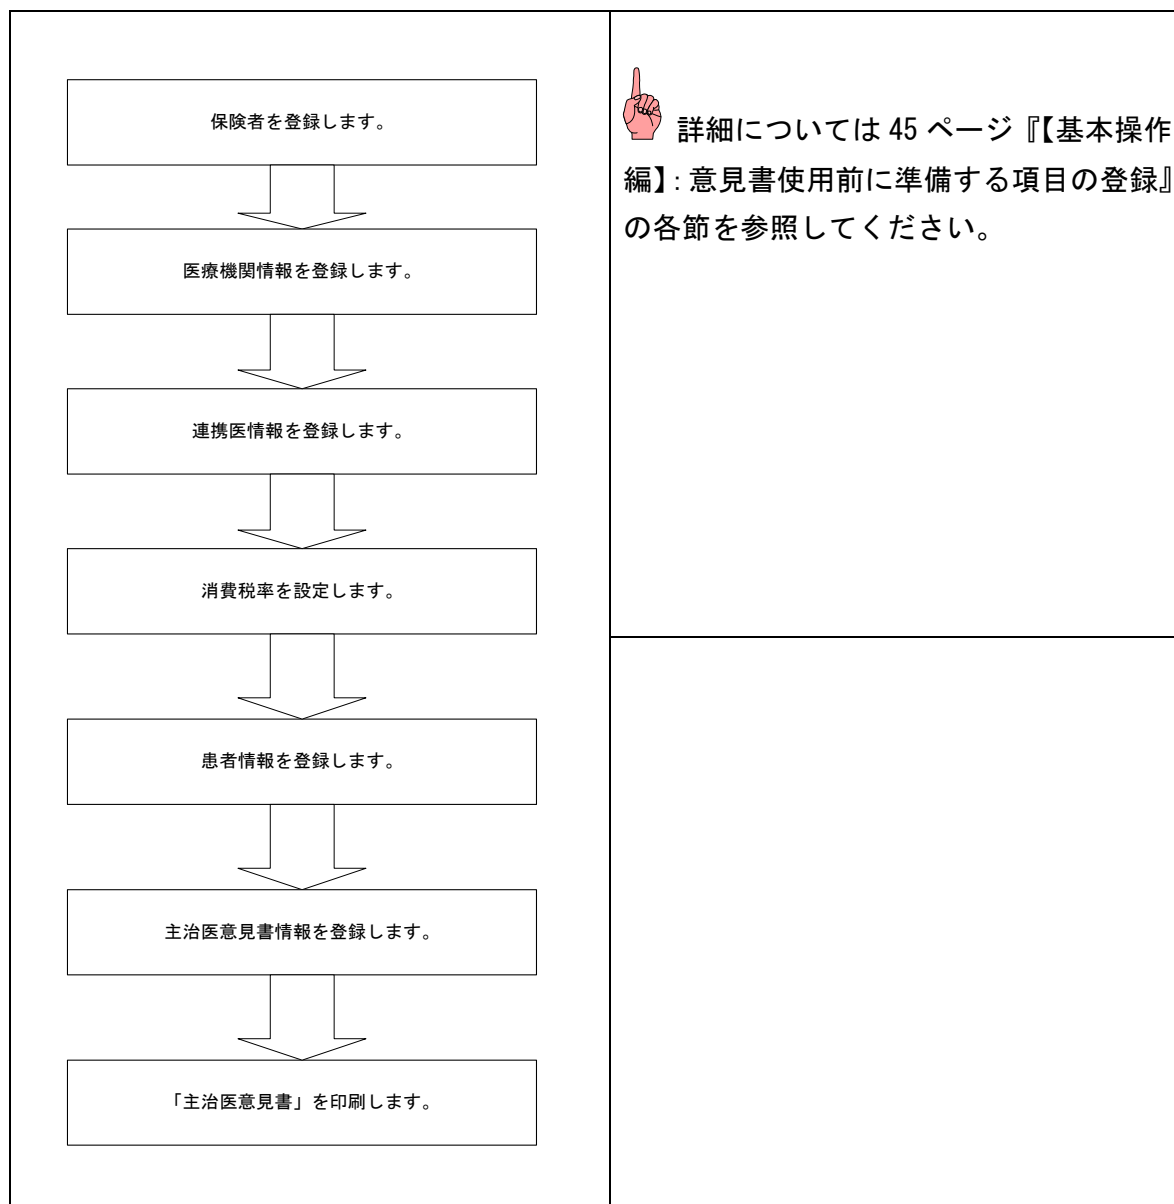 保険者を登録します。
医療機関情報を登録します。
連携医情報を登録します。
消費税率を設定します。
患者情報を登録します。
主治医意見書情報を登録します。
「主治医意見書」を印刷します。
詳細については 45 ページ『【基本操作
編】：意見書使用前に準備する項目の登録』
の各節を参照してください。